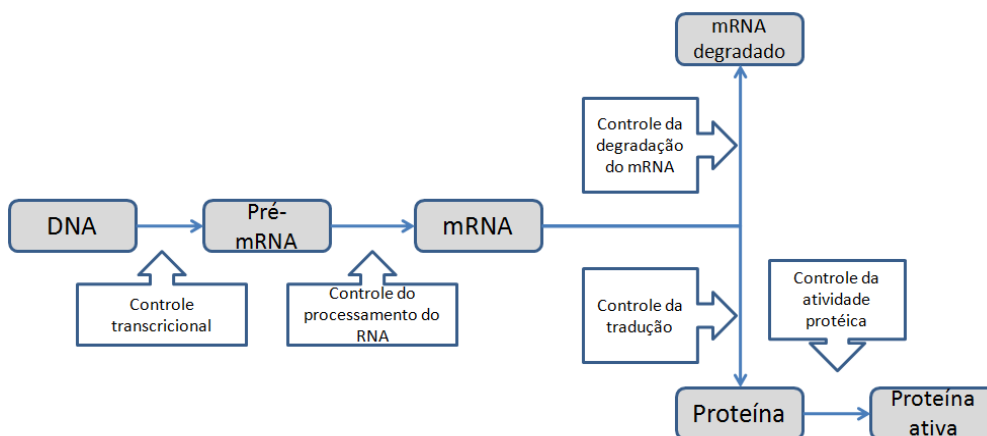 mRNA
degradado
Controle da
degradação
do mRNA
DNA
Pré-
mRNA
mRNA
Controle
transcricional
Controle do
processamento do
RNA
Controle da
tradução
Controle da
atividade
protéica
Proteína
Proteína
ativa